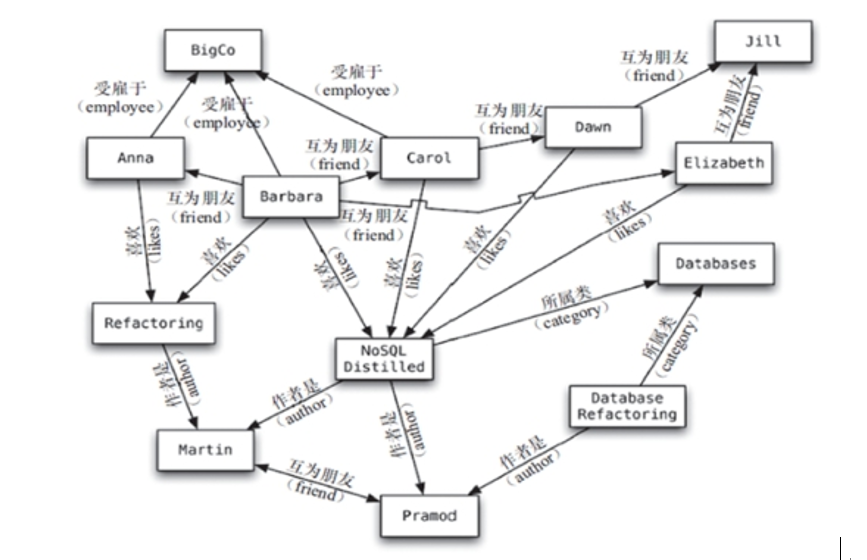 BigCo
Jill
受雇于
(employee)
受雇于
(employee)
受雇于
(employee)
互为朋友
(friend)
互为朋友
(friend)
互为朋友
(friend)
Anna
互为朋友
(friend)
Carol
Dawn
Elizabeth
Barbara
互为朋友
(friend)
互为朋友
(friend)
喜欢
(likes)
喜欢
(likes)
喜欢
(likes)
喜欢
(likes)
喜欢
(likes)
喜欢
(likes)
Databases
所属类
(category)
所属类
(category)
Refactoring
NoSQL
Distilled
作者是
(author)
作者是
(author)
作者是
(author)
Database
Refactoring
作者是
(author)
Martin
互为朋友
(friend)
Pramod